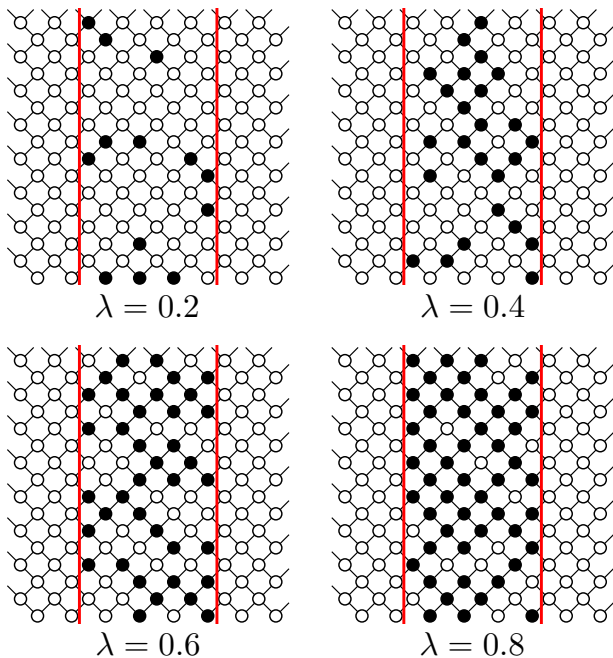 λ = 0.2
λ = 0.4
λ = 0.6
λ = 0.8